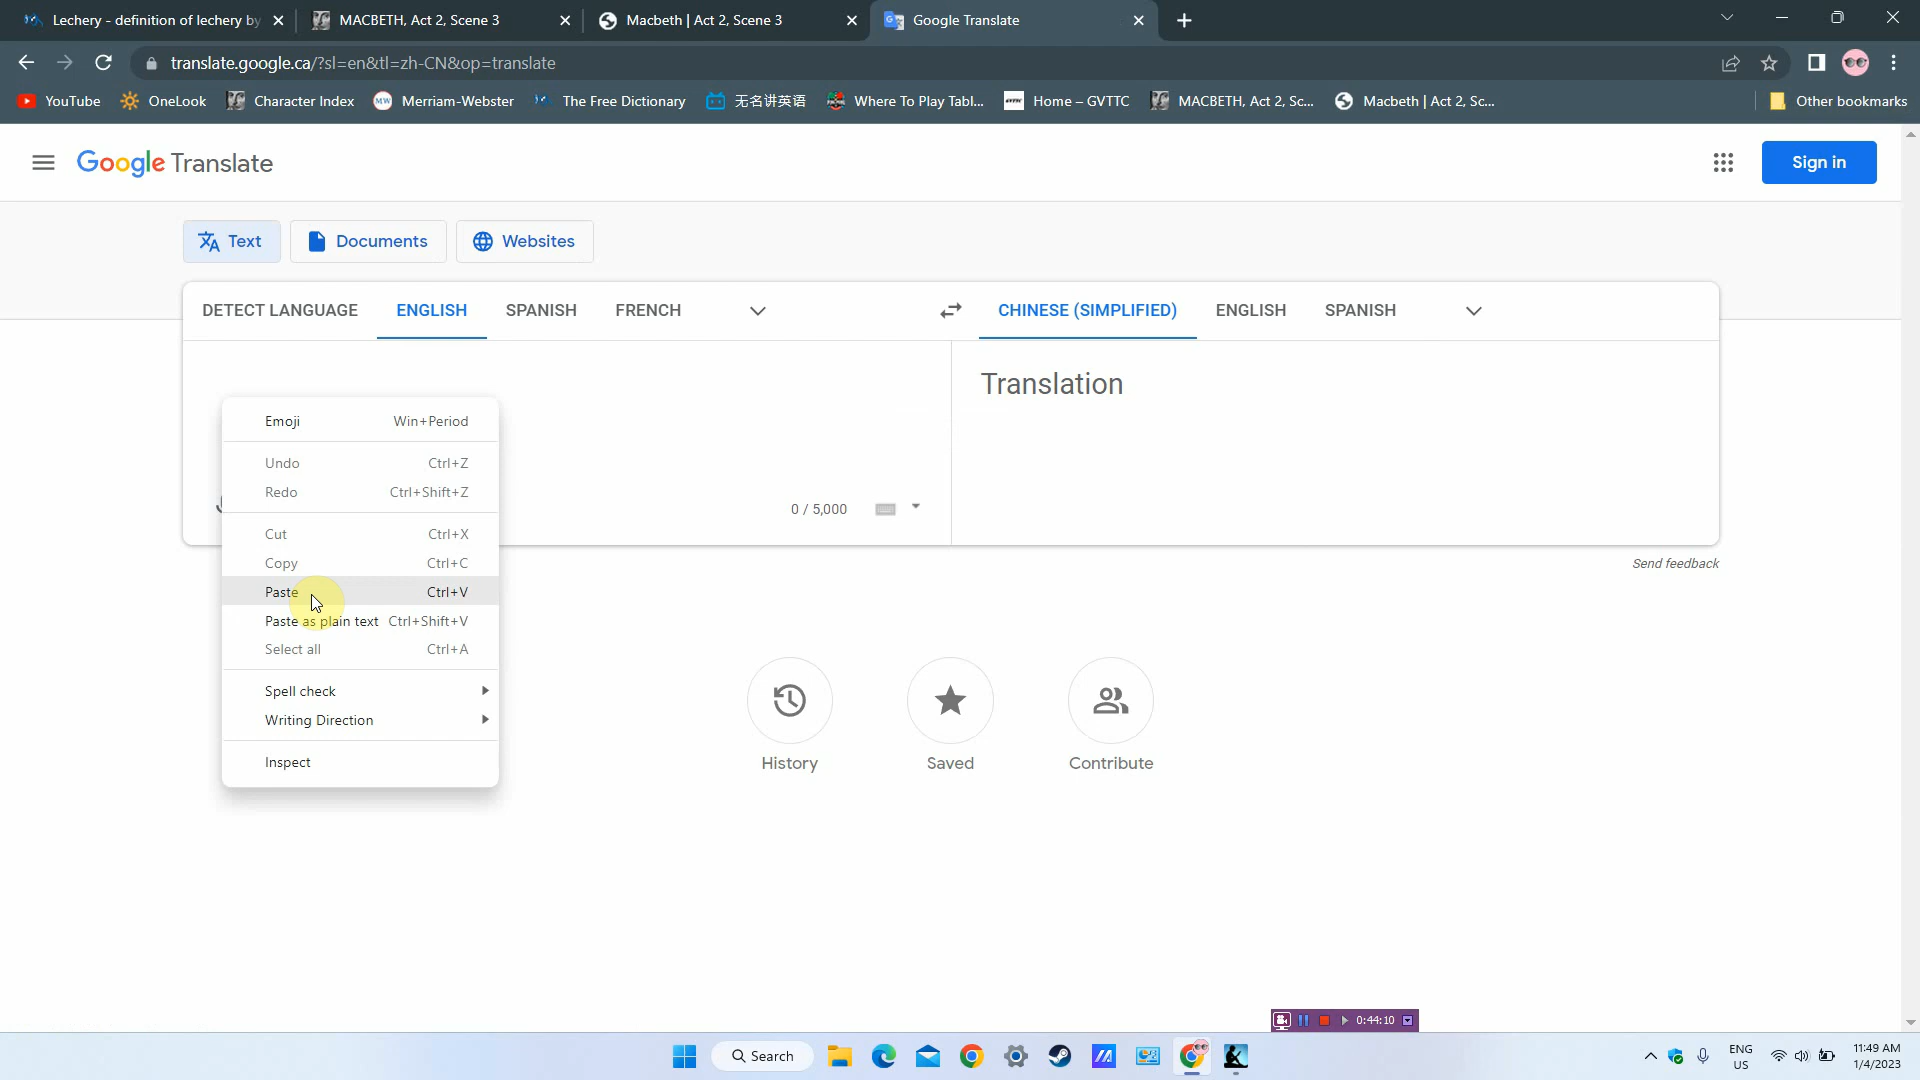 Lechery - definition of lechery by
MACBETH, Act 2, Scene 3
Macbeth | Act 2, Scene 3
Google Translate
translate.google.ca/?sl=en&tl=zh-CN&op=translate
YouTube
OneLook
Character Index
Merriam-Webster
The Free Dictionary
无名讲英语
Where To Play Tabl...
Home – GVTTC
MACBETH, Act 2, Sc...
Macbeth | Act 2, Sc...
Other bookmarks
Google Translate
Sign in
Text
Documents
Websites
DETECT LANGUAGE
ENGLISH
SPANISH
FRENCH
CHINESE (SIMPLIFIED)
ENGLISH
SPANISH
Translation
Emoji Win+Period
Undo Ctrl+Z
Redo Ctrl+Shift+Z
Cut Ctrl+X
Copy Ctrl+C
Paste Ctrl+V
Paste as plain text Ctrl+Shift+V
Select all Ctrl+A
Spell check
Writing Direction
Inspect
0 / 5,000
Send feedback
History
Saved
Contribute
0:44:10
Search
ENG
US
11:49 AM
1/4/2023